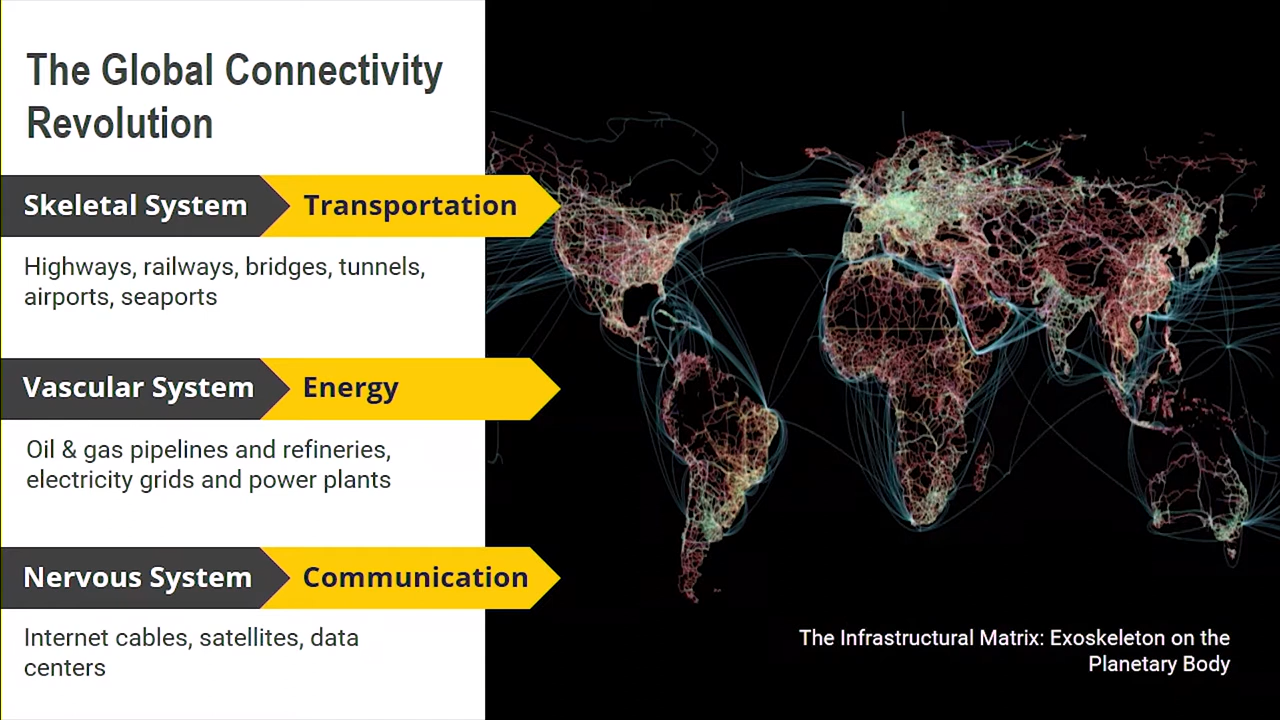 The Global Connectivity
Revolution
Skeletal System
Transportation
Highways, railways, bridges, tunnels,
airports, seaports
Vascular System
Energy
Oil & gas pipelines and refineries,
electricity grids and power plants
Nervous System
Communication
Internet cables, satellites, data
centers
The Infrastructural Matrix: Exoskeleton on the
Planetary Body